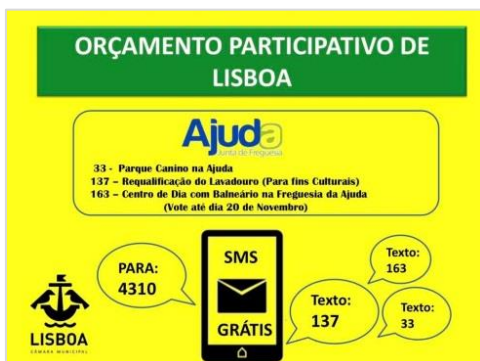 ORÇAMENTO PARTICIPATIVO DE
LISBOA
Ajuda
Junta de Freguesia
33 - Parque Canino na Ajuda
137 – Requalificação do Lavadouro (Para fins Culturais)
163 – Centro de Dia com Balneário na Freguesia da Ajuda
(Vote até dia 20 de Novembro)
PARA:
4310
SMS
GRÁTIS
Texto:
163
Texto:
137
Texto:
33
LISBOA
CÂMARA MUNICIPAL